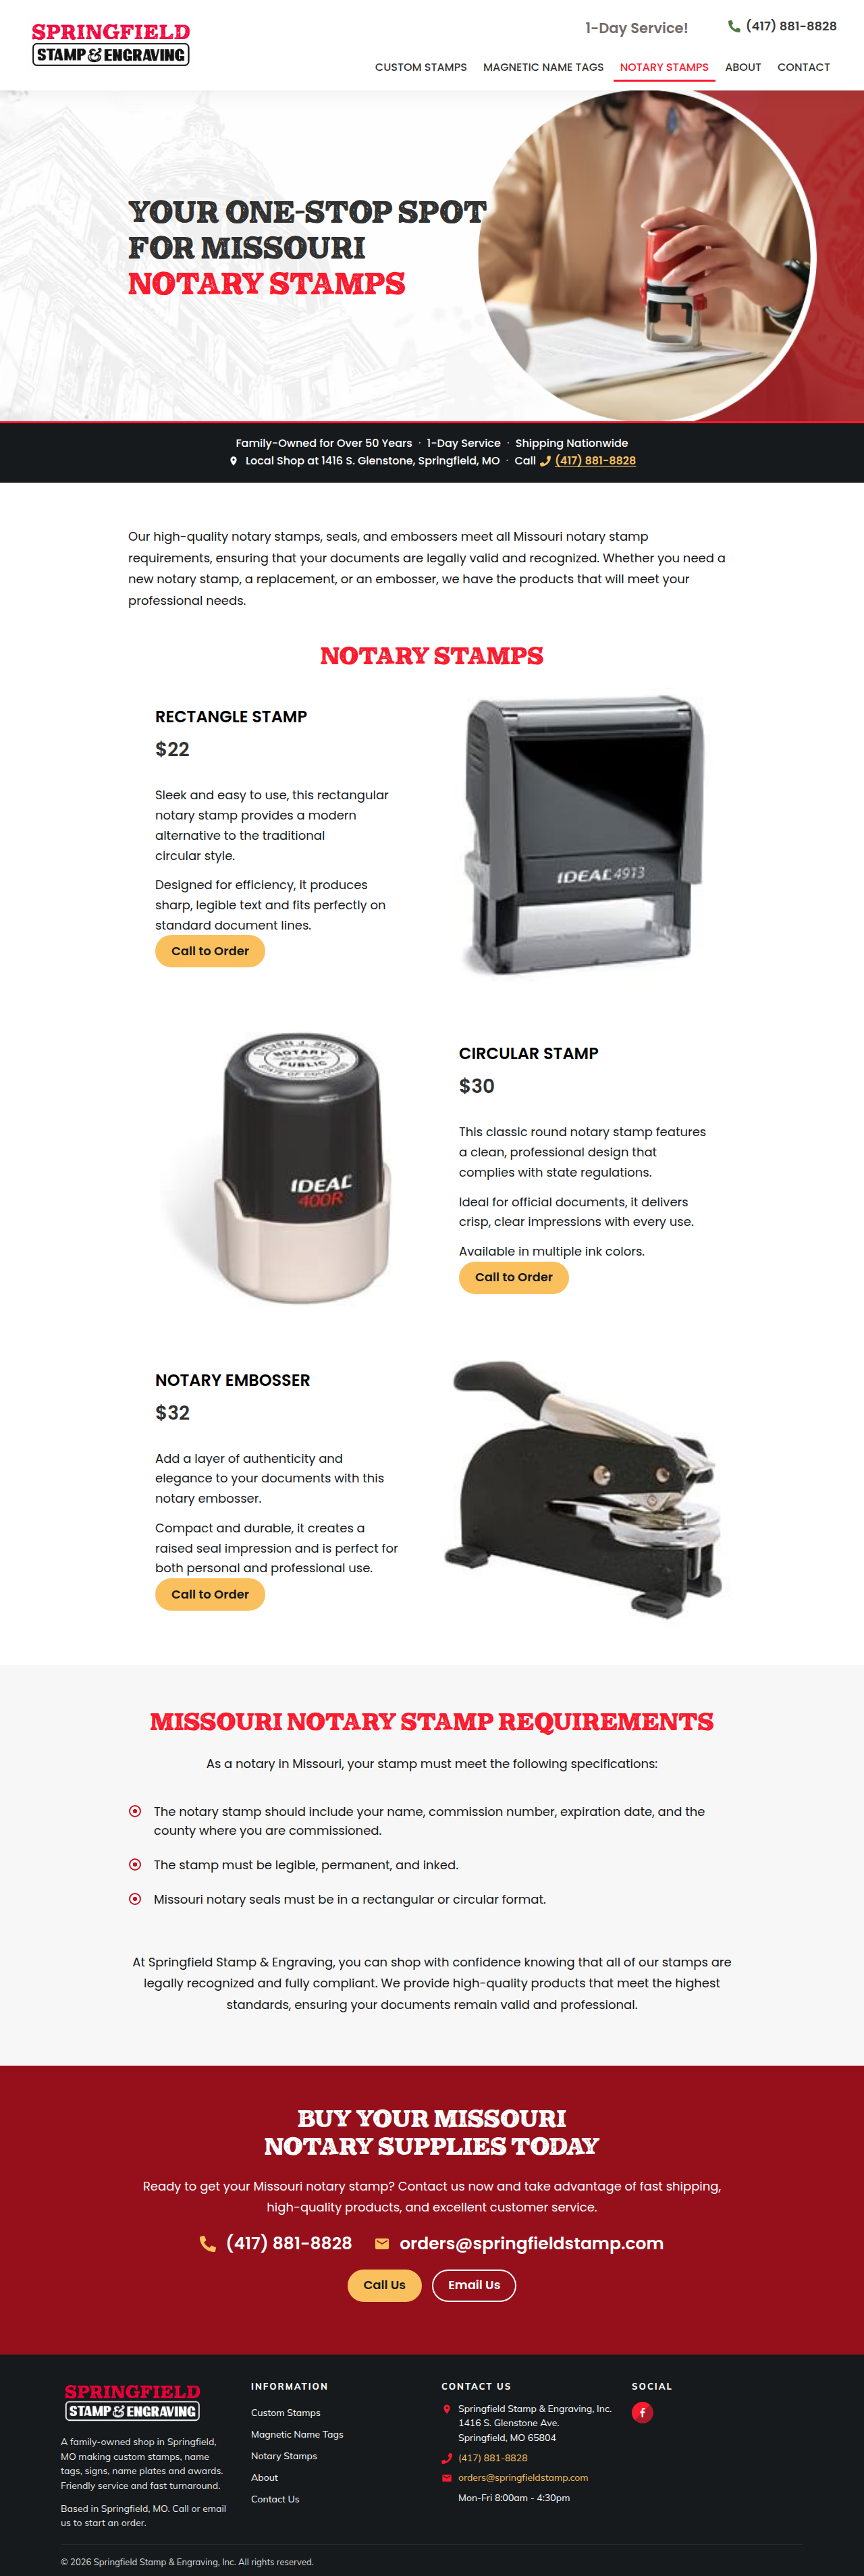 SPRINGFIELD
STAMP & ENGRAVING
1-Day Service!
(417) 881-8828
CUSTOM STAMPS MAGNETIC NAME TAGS NOTARY STAMPS ABOUT CONTACT
YOUR ONE-STOP SPOT
FOR MISSOURI
NOTARY STAMPS
Family-Owned for Over 50 Years · 1-Day Service · Shipping Nationwide
Local Shop at 1416 S. Glenstone, Springfield, MO · Call (417) 881-8828
Our high-quality notary stamps, seals, and embossers meet all Missouri notary stamp
requirements, ensuring that your documents are legally valid and recognized. Whether you need a
new notary stamp, a replacement, or an embosser, we have the products that will meet your
professional needs.
NOTARY STAMPS
RECTANGLE STAMP
$22
Sleek and easy to use, this rectangular
notary stamp provides a modern
alternative to the traditional
circular style.
Designed for efficiency, it produces
sharp, legible text and fits perfectly on
standard document lines.
Call to Order
IDEAL 4913
NOTARY
PUBLIC
IDEAL
400R
CIRCULAR STAMP
$30
This classic round notary stamp features
a clean, professional design that
complies with state regulations.
Ideal for official documents, it delivers
crisp, clear impressions with every use.
Available in multiple ink colors.
Call to Order
NOTARY EMBOSSER
$32
Add a layer of authenticity and
elegance to your documents with this
notary embosser.
Compact and durable, it creates a
raised seal impression and is perfect for
both personal and professional use.
Call to Order
MISSOURI NOTARY STAMP REQUIREMENTS
As a notary in Missouri, your stamp must meet the following specifications:
The notary stamp should include your name, commission number, expiration date, and the
county where you are commissioned.
The stamp must be legible, permanent, and inked.
Missouri notary seals must be in a rectangular or circular format.
At Springfield Stamp & Engraving, you can shop with confidence knowing that all of our stamps are
legally recognized and fully compliant. We provide high-quality products that meet the highest
standards, ensuring your documents remain valid and professional.
BUY YOUR MISSOURI
NOTARY SUPPLIES TODAY
Ready to get your Missouri notary stamp? Contact us now and take advantage of fast shipping,
high-quality products, and excellent customer service.
(417) 881-8828 orders@springfieldstamp.com
Call Us Email Us
SPRINGFIELD
STAMP & ENGRAVING
A family-owned shop in Springfield,
MO making custom stamps, name
tags, signs, name plates and awards.
Friendly service and fast turnaround.
Based in Springfield, MO. Call or email
us to start an order.
INFORMATION
Custom Stamps
Magnetic Name Tags
Notary Stamps
About
Contact Us
CONTACT US
Springfield Stamp & Engraving, Inc.
1416 S. Glenstone Ave.
Springfield, MO 65804
(417) 881-8828
orders@springfieldstamp.com
Mon-Fri 8:00am - 4:30pm
SOCIAL
© 2026 Springfield Stamp & Engraving, Inc. All rights reserved.